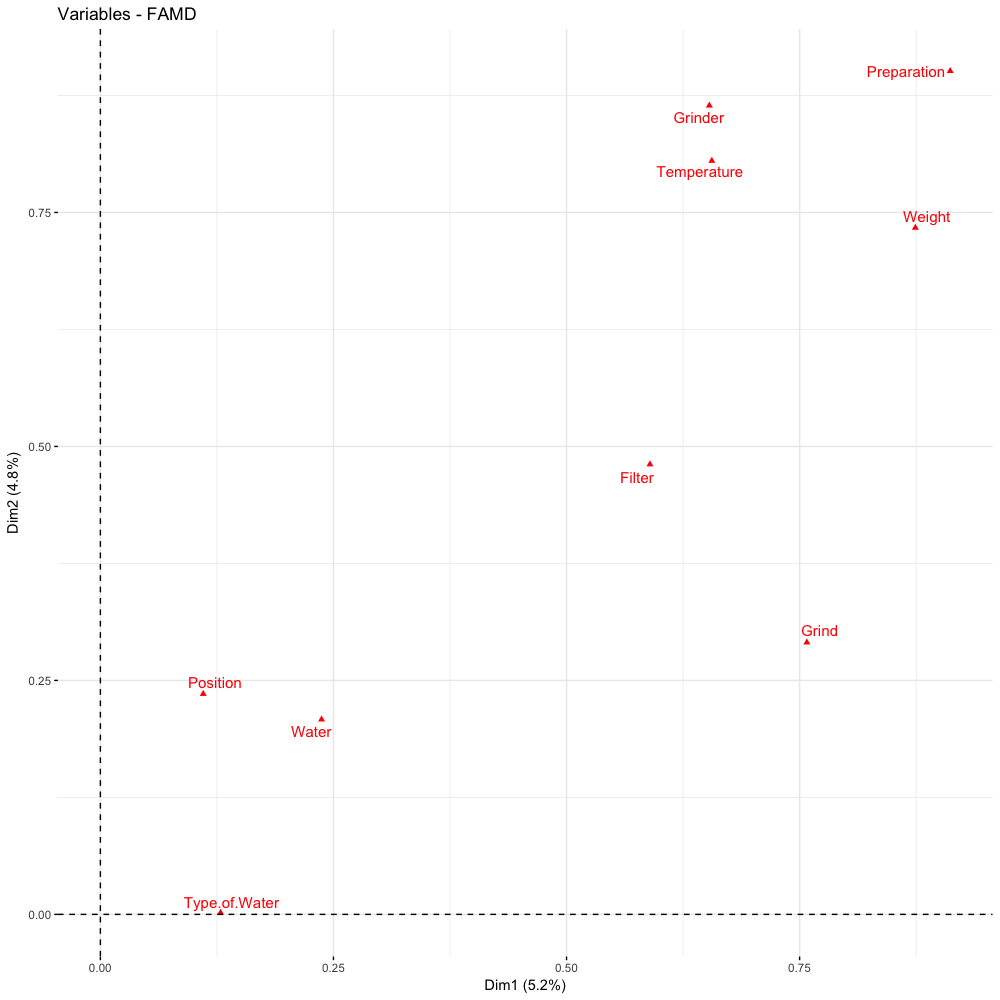 Variables - FAMD
Preparation
Grinder
Temperature
Weight
0.75
0.50
Dim2 (4.8%)
Filter
Grind
0.25
Position
Water
Type.of.Water
0.00
0.00
0.25
0.50
0.75
Dim1 (5.2%)